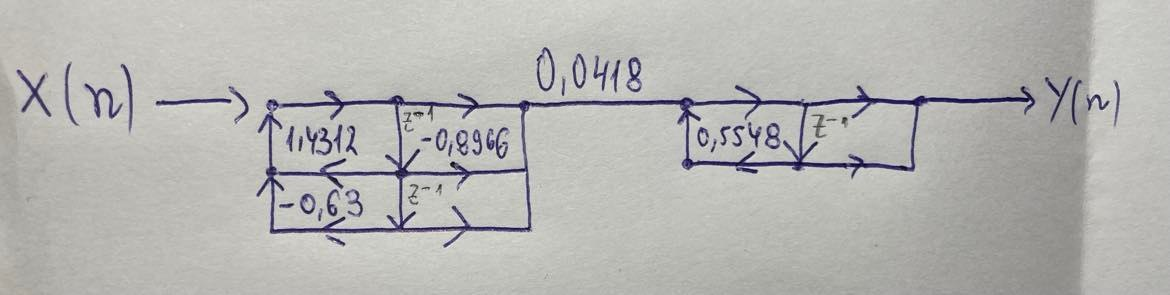 0,0418
X(n) Y(n)
z-1 z-1
1,4312 -0,8966 0,5548
-0,63 z-1